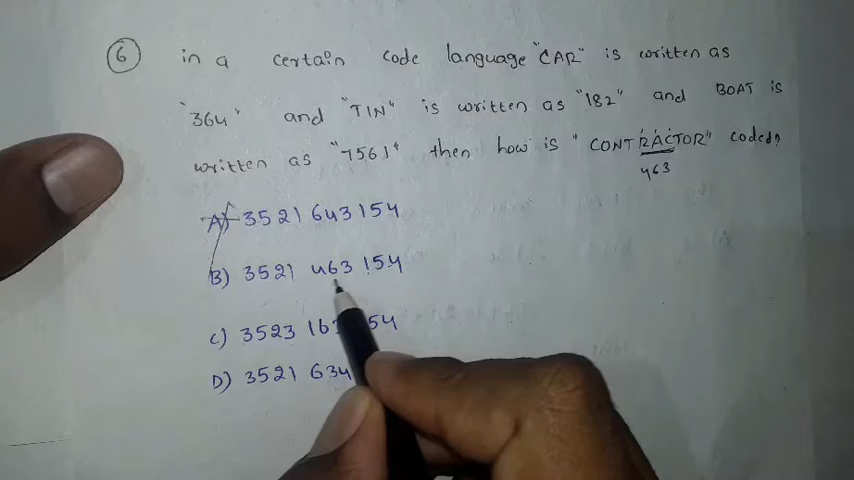 6 in a certain code language "CAR" is written as
"364" and "TIN" is written as "182" and BOAT is
written as "7561" then how is "CONTRACTOR" coded?
463
A) 3521 643 154
B) 3521 463 154
C) 3523 163 54
D) 3521 634